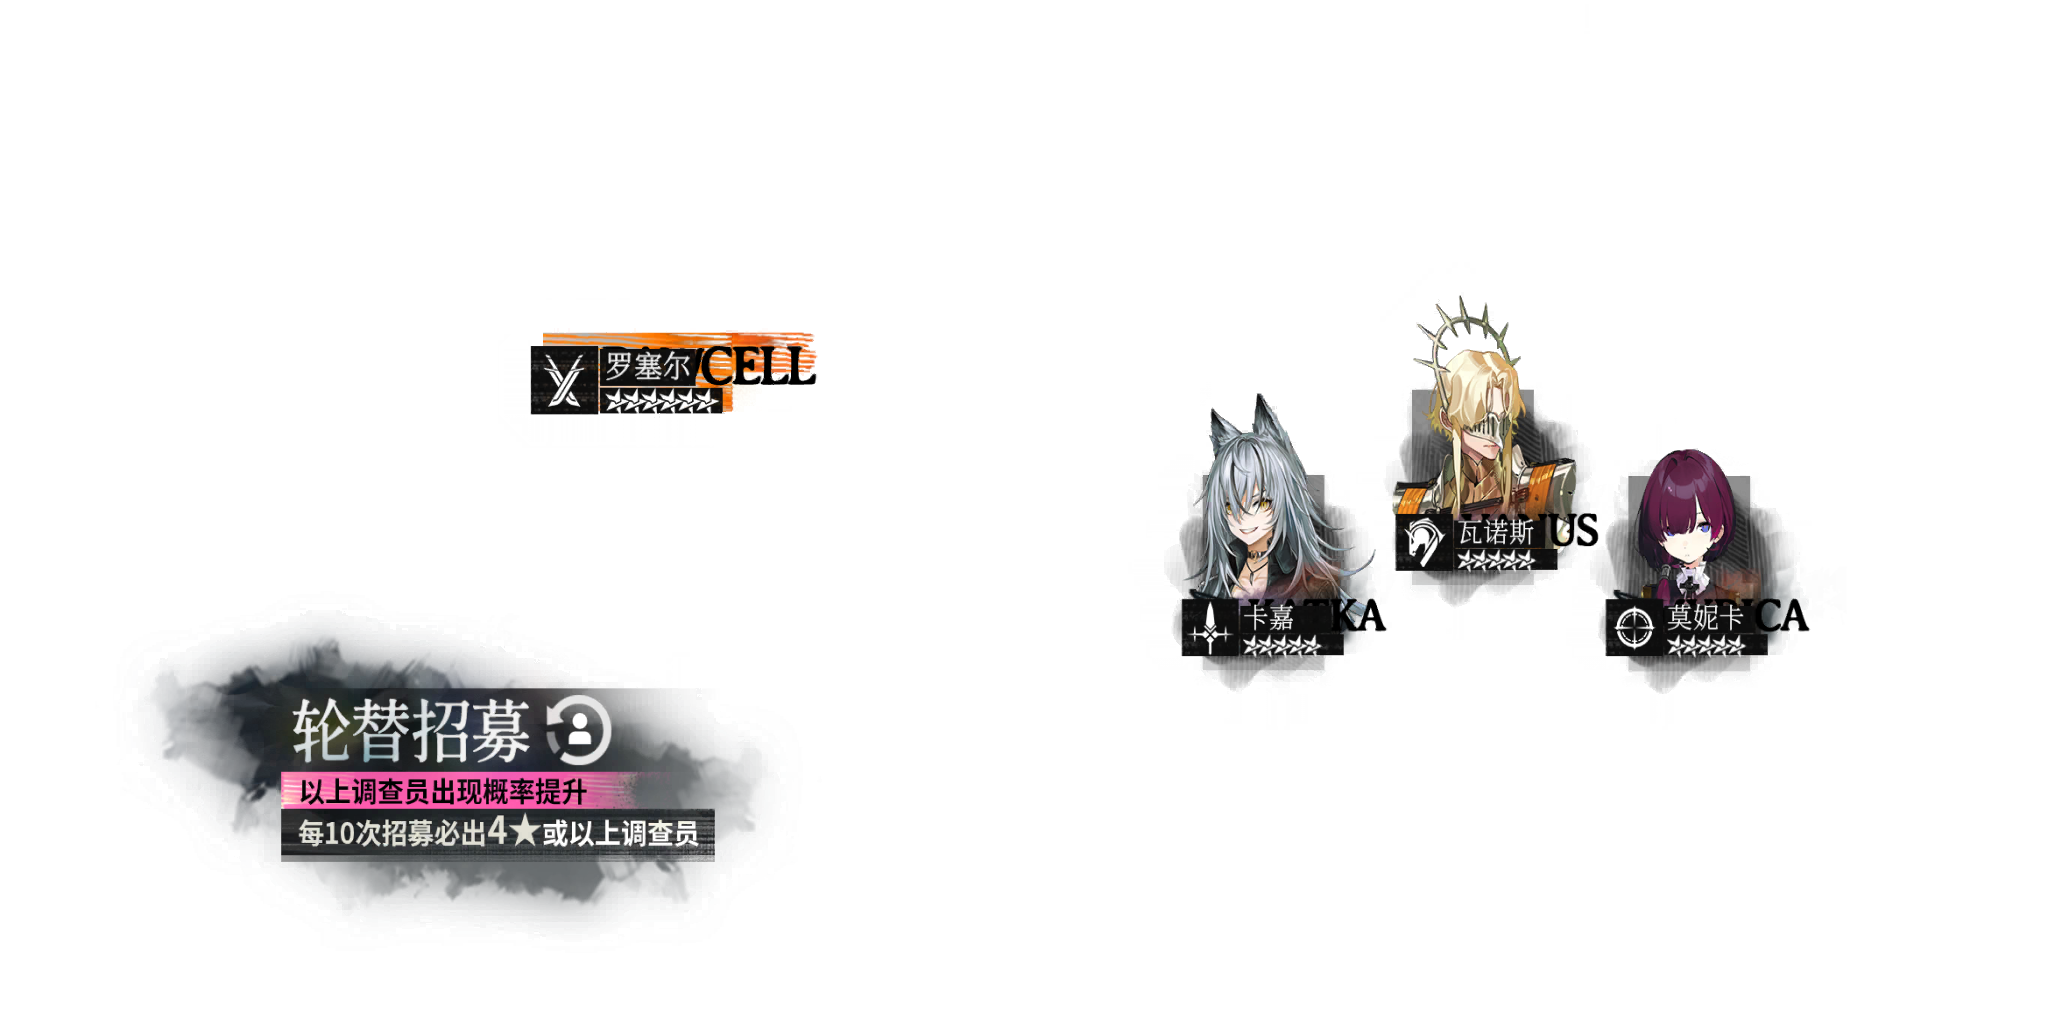 罗塞尔
CELL
瓦诺斯
US
卡嘉
KA
莫妮卡
CA
轮替招募
以上调查员出现概率提升
每10次招募必出4★或以上调查员